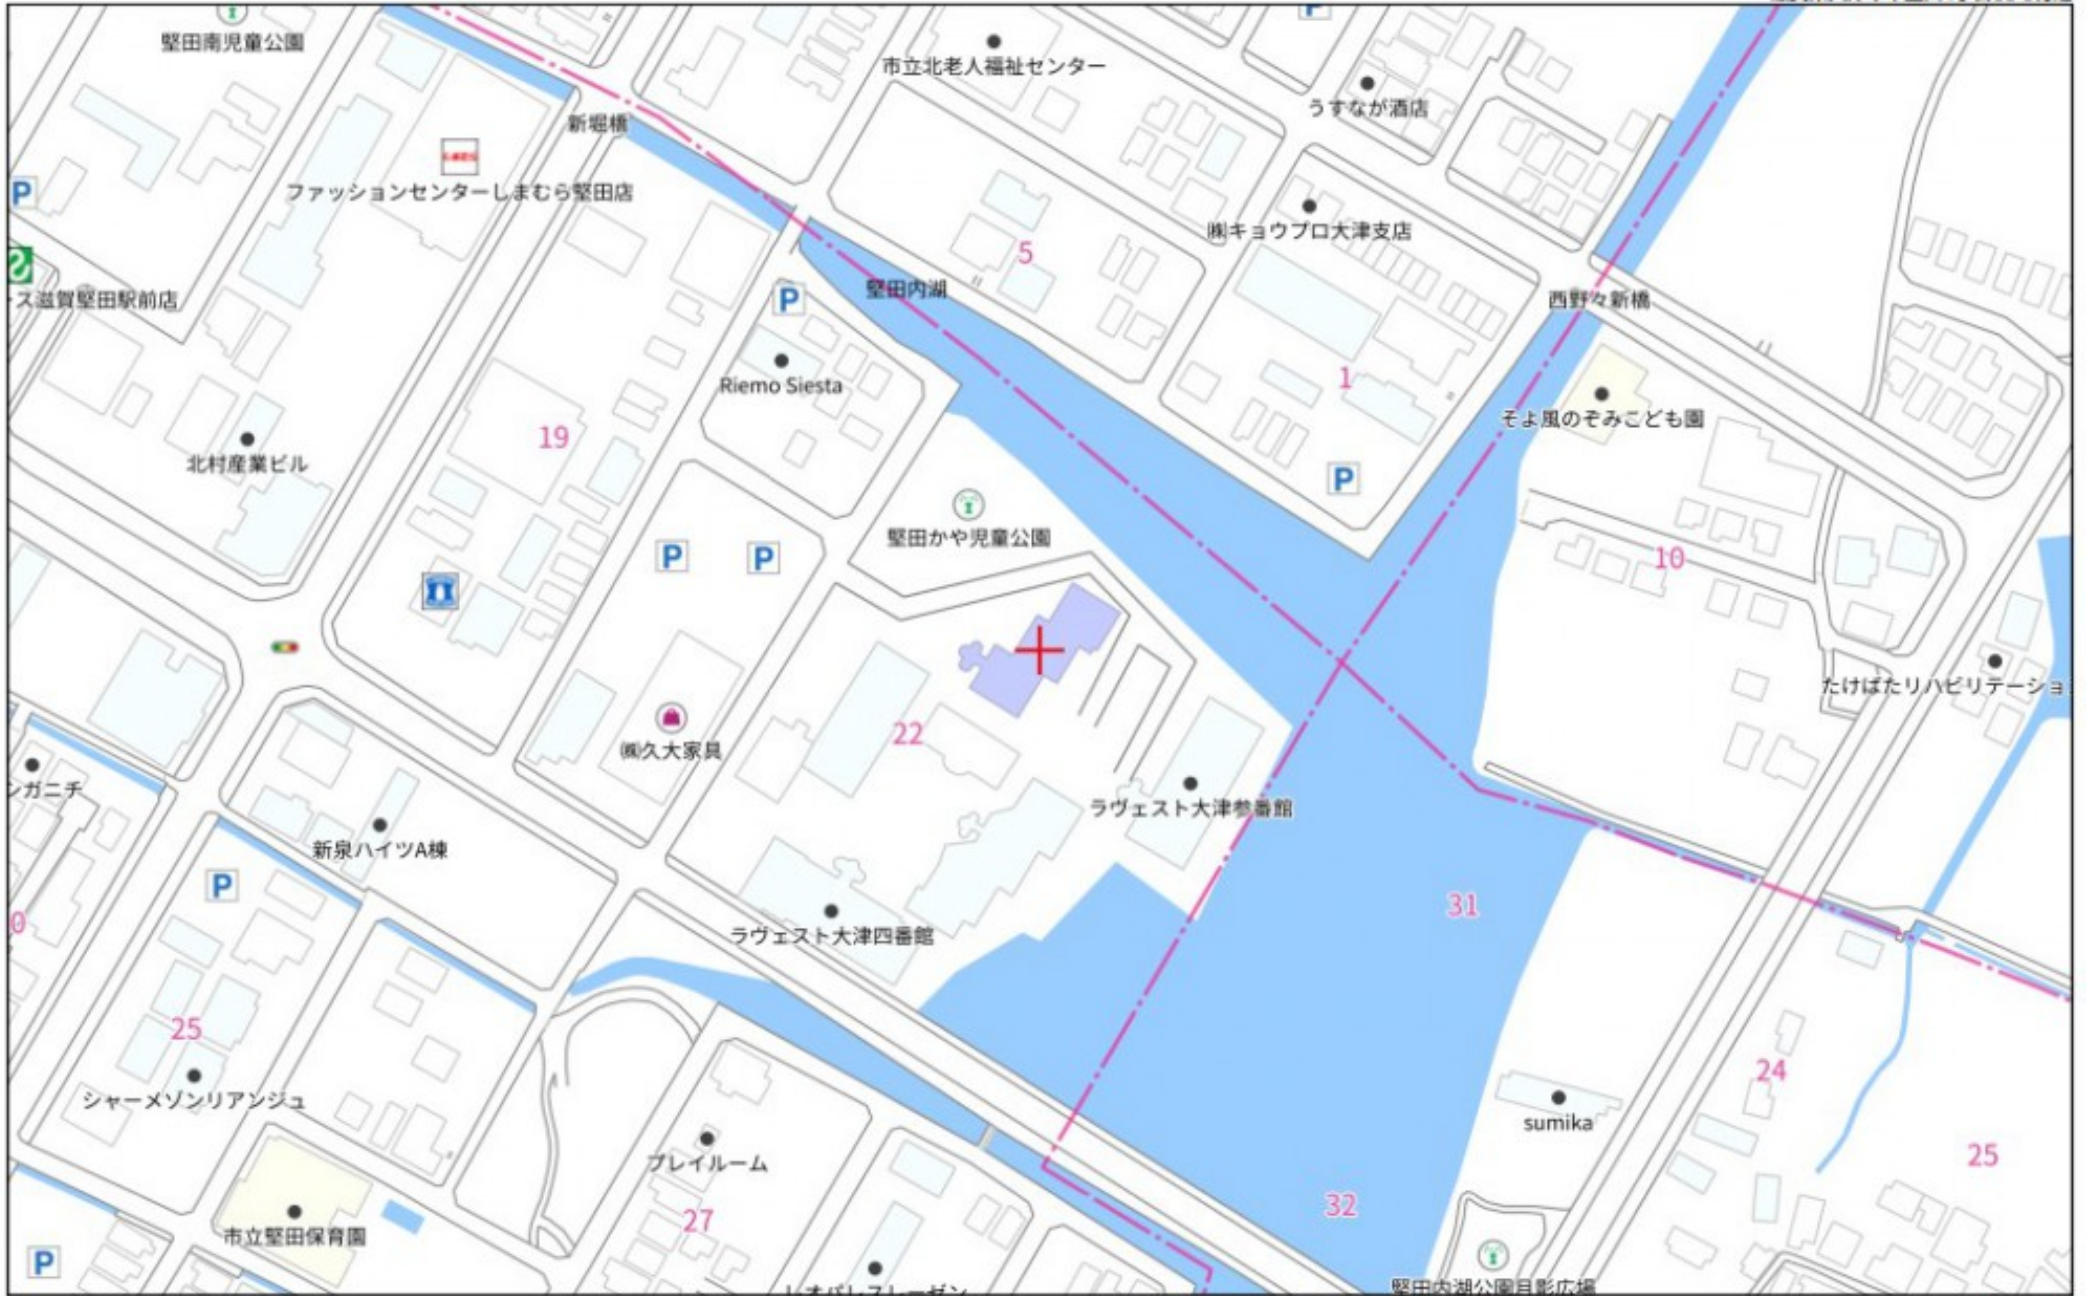 堅田南児童公園
市立北老人福祉センター
P
うすなが酒店
新堀橋
ファッションセンターしまむら堅田店
P
㈱キョウプロ大津支店
5
堅田内湖
P
西野々新橋
ス滋賀堅田駅前店
Riemo Siesta
1
そよ風のぞみこども園
19
北村産業ビル
P
堅田かや児童公園
P
P
10
たけばたリハビリテーショ
22
㈱久大家具
ンガニチ
ラヴェスト大津参番館
新泉ハイツA棟
P
31
0
ラヴェスト大津四番館
25
24
シャーメゾンリアンジュ
sumika
25
プレイルーム
32
27
市立堅田保育園
P
レオパレスレーゼン
堅田内湖公園月影広場